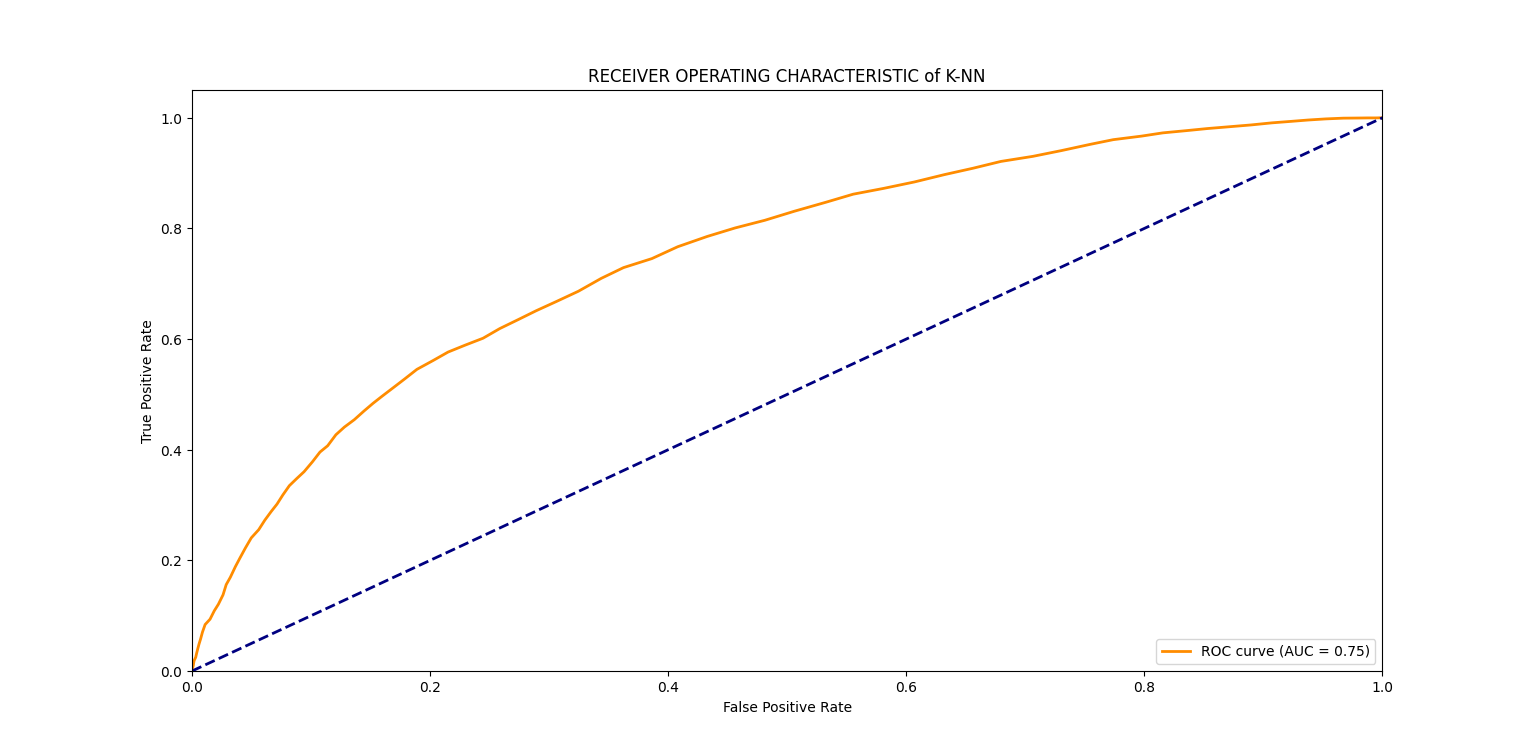 RECEIVER OPERATING CHARACTERISTIC of K-NN
1.0
0.8
0.6
0.4
0.2
0.0
True Positive Rate
ROC curve (AUC = 0.75)
0.0 0.2 0.4 0.6 0.8 1.0
False Positive Rate